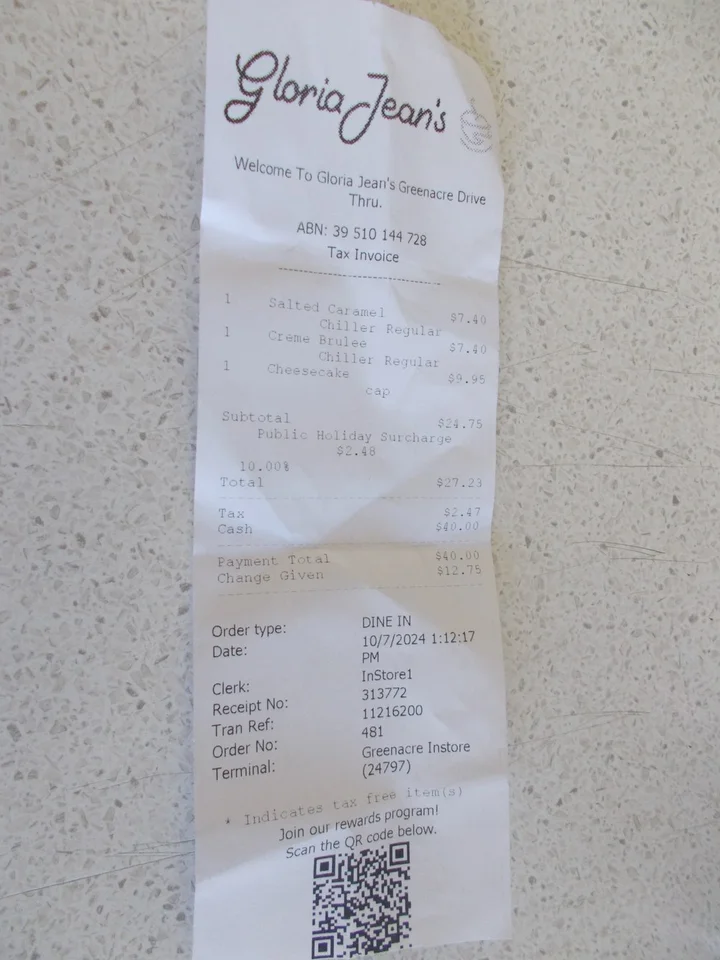 Gloria Jean's
Welcome To Gloria Jean's Greenacre Drive
Thru.
ABN: 39 510 144 728
Tax Invoice
1 Salted Caramel $7.40
Chiller Regular
1 Creme Brulee $7.40
Chiller Regular
1 Cheesecake $9.95
cap
Subtotal $24.75
Public Holiday Surcharge
$2.48
10.00%
Total $27.23
Tax $2.47
Cash $40.00
Payment Total $40.00
Change Given $12.75
Order type: DINE IN
Date: 10/7/2024 1:12:17
PM
Clerk: InStore1
Receipt No: 313772
Tran Ref: 11216200
Order No: 481
Terminal: Greenacre Instore
(24797)
* Indicates tax free item(s)
Join our rewards program!
Scan the QR code below.